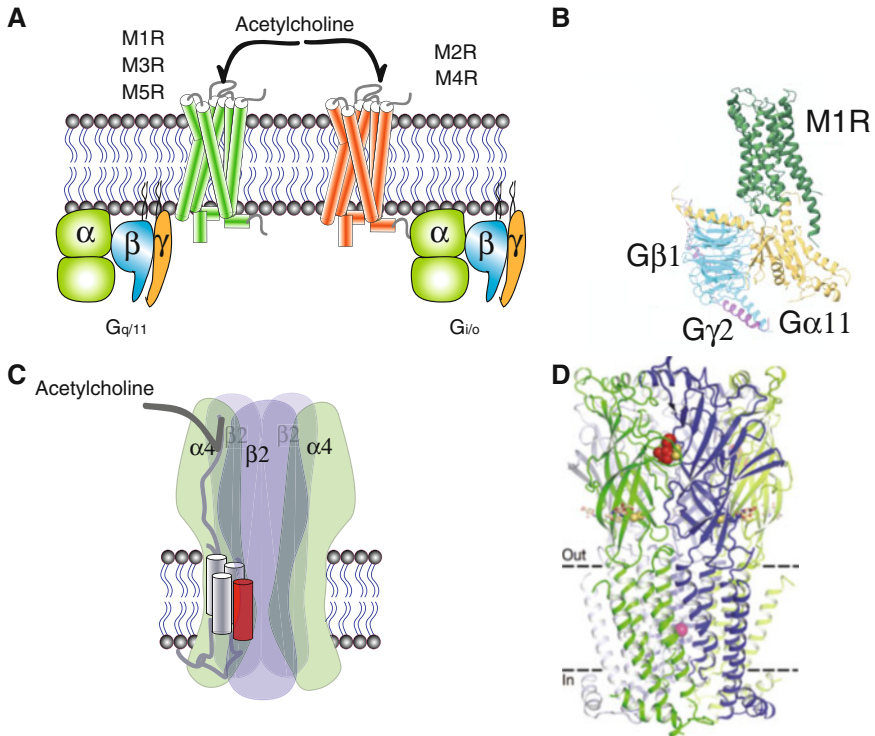 A
Acetylcholine
M1R
M3R
M5R
M2R
M4R
α
β
γ
Gq/11
α
β
γ
Gi/o
B
M1R
Gβ1
Gγ2
Gα11
C
Acetylcholine
α4
β2
β2
β2
α4
D
Out
In